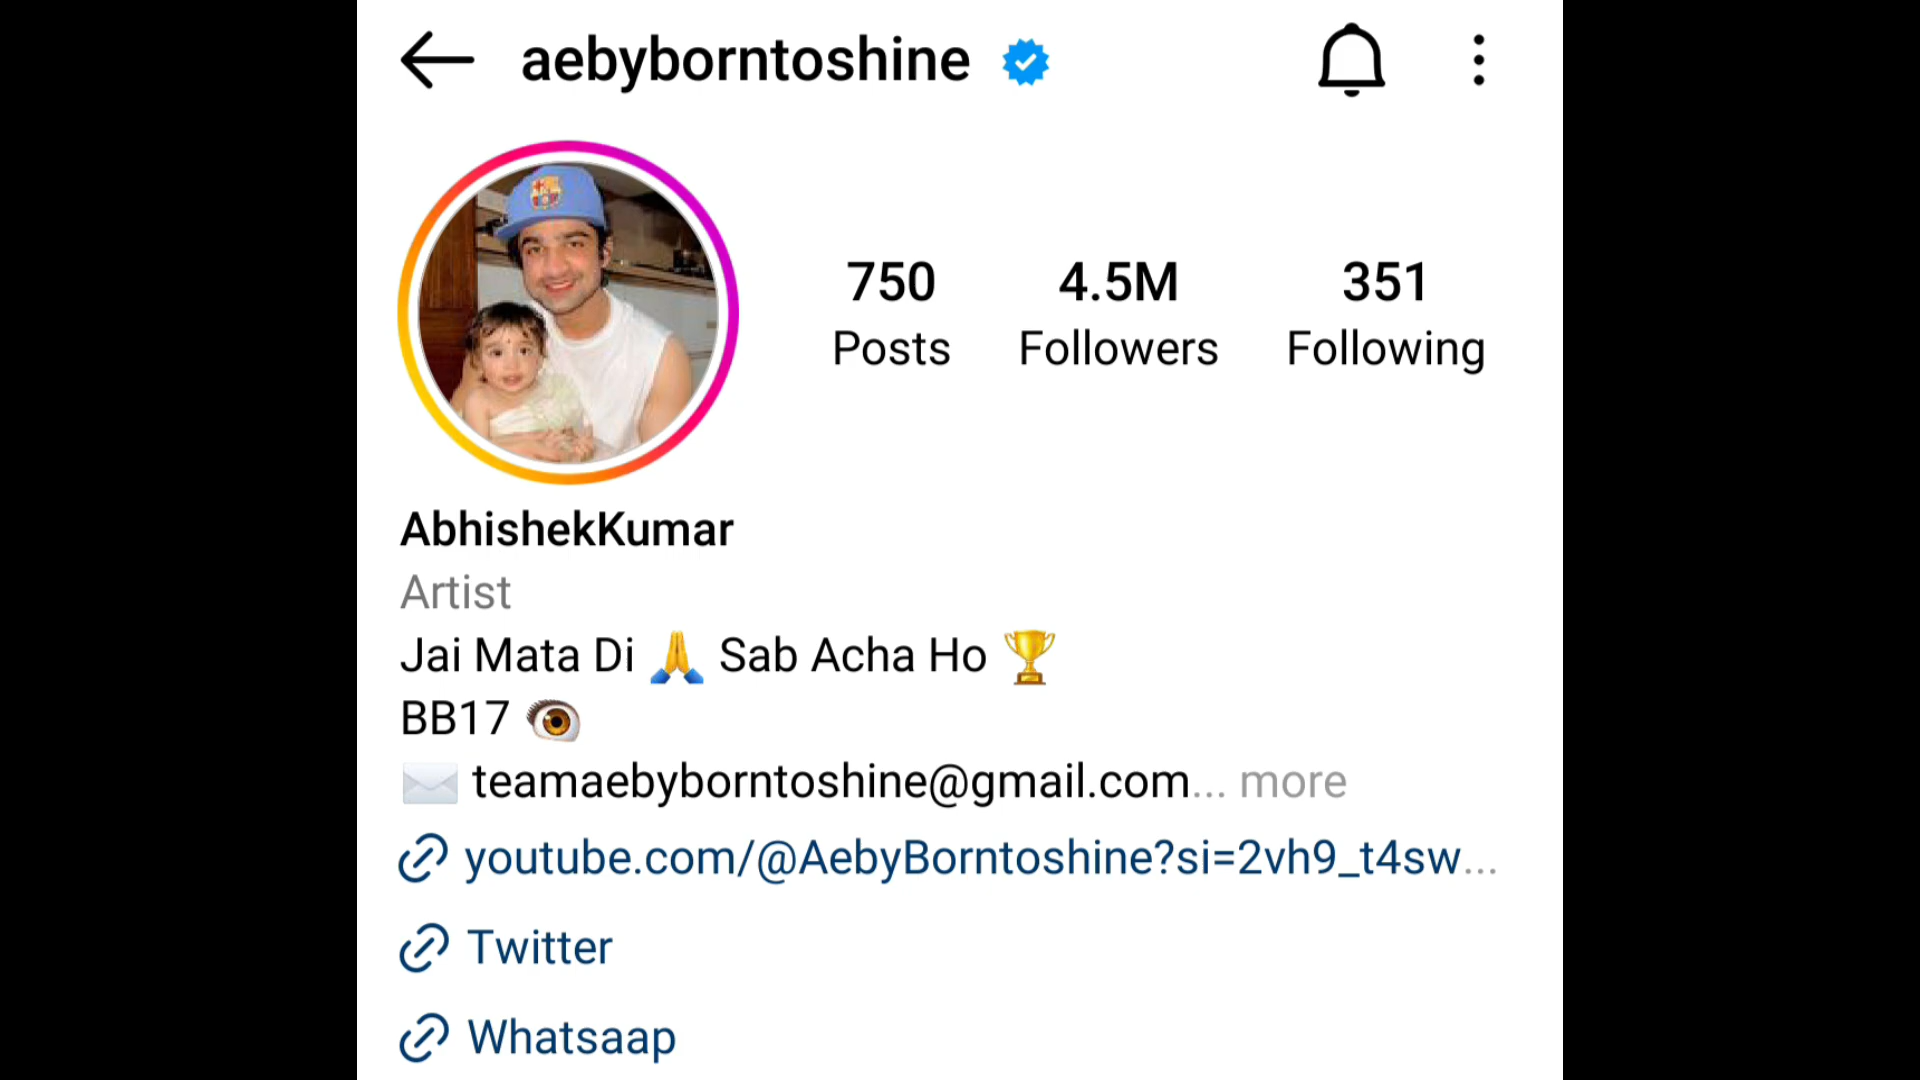 aebyborntoshine
750 4.5M 351
Posts Followers Following
AbhishekKumar
Artist
Jai Mata Di 🙏 Sab Acha Ho 🏆
BB17 👁️
✉️ teamaebyborntoshine@gmail.com... more
youtube.com/@AebyBorntoshine?si=2vh9_t4sw...
Twitter
Whatsaap